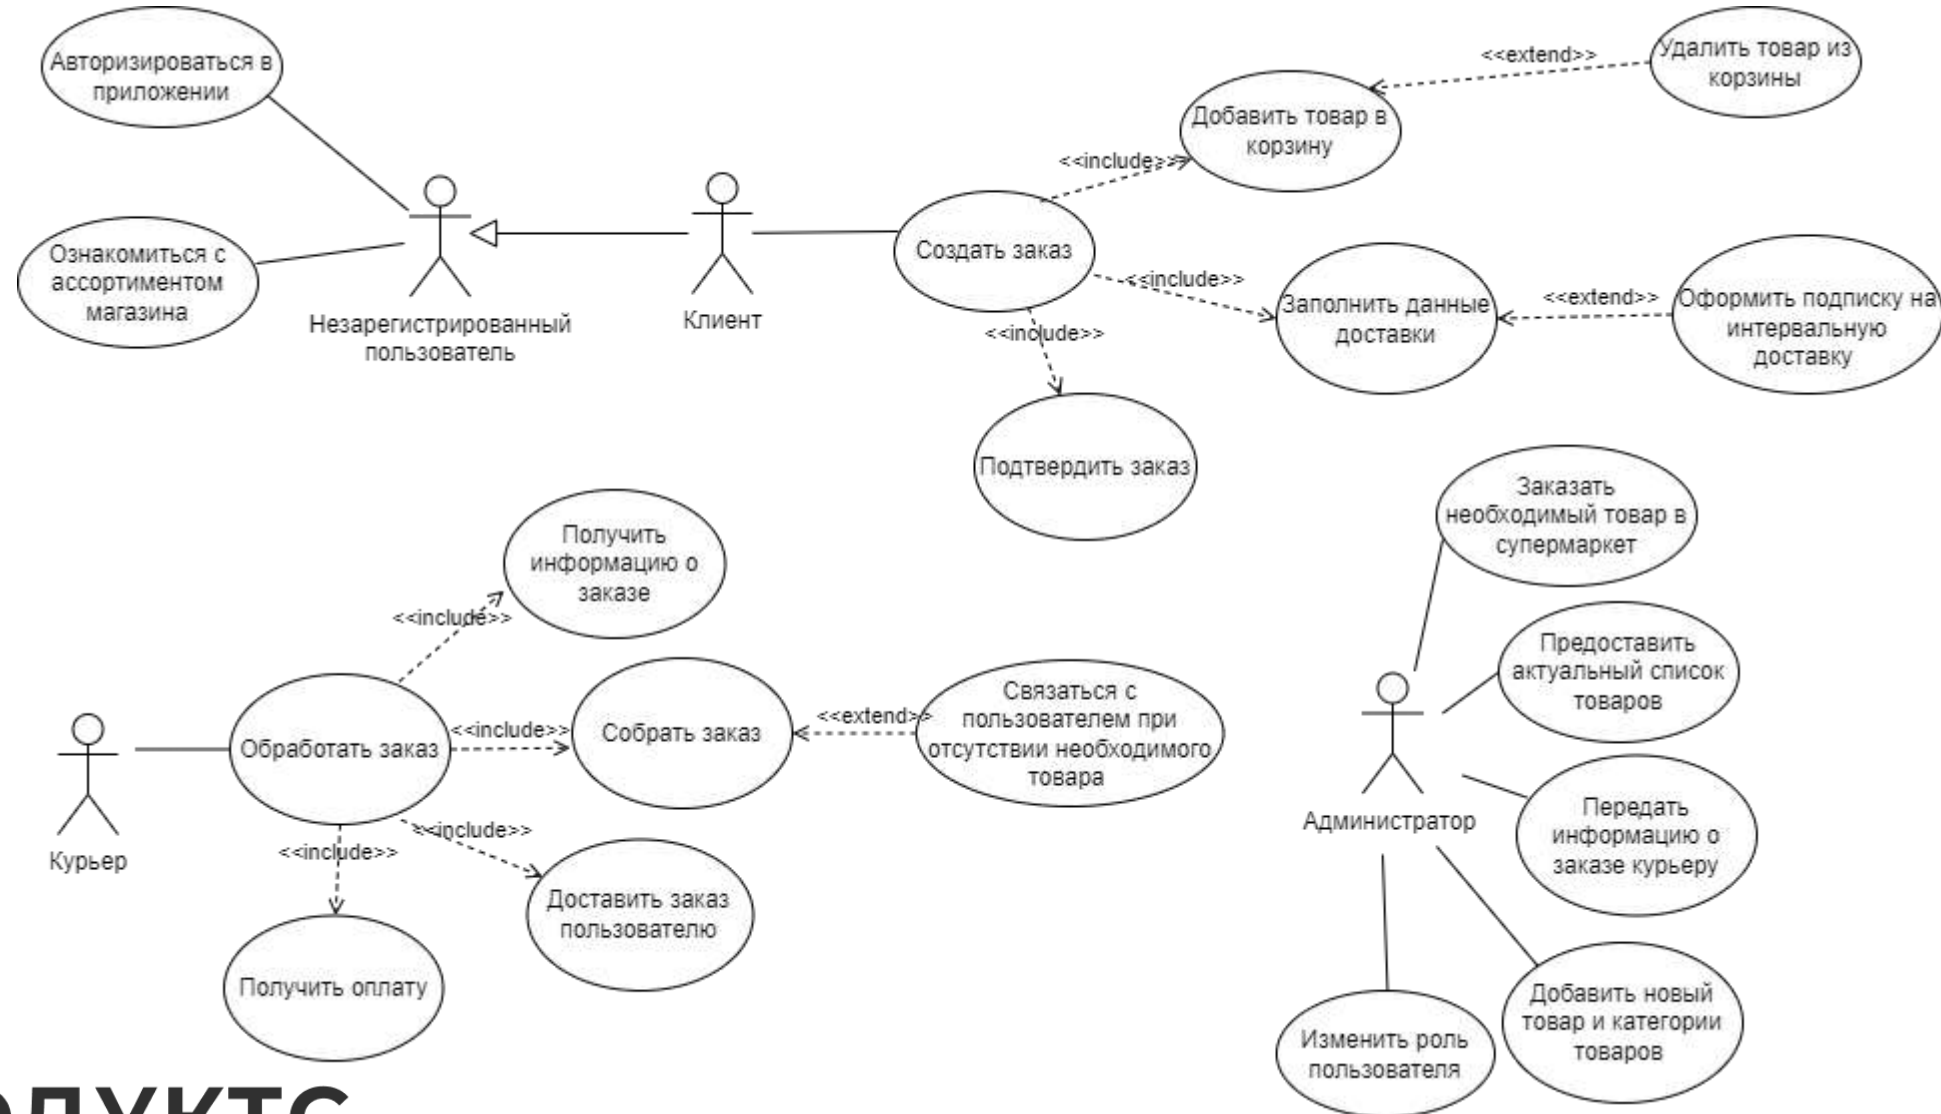 Авторизироваться в
приложении
Ознакомиться с
ассортиментом
магазина
Незарегистрированный
пользователь
Клиент
Создать заказ
<<include>>
Добавить товар в
корзину
<<extend>>
Удалить товар из
корзины
<<include>>
Заполнить данные
доставки
<<extend>>
Оформить подписку на
интервальную
доставку
<<include>>
Подтвердить заказ
Курьер
Обработать заказ
<<include>>
Получить
информацию о
заказе
<<include>>
Собрать заказ
<<extend>>
Связаться с
пользователем при
отсутствии необходимого
товара
<<include>>
Доставить заказ
пользователю
<<include>>
Получить оплату
Администратор
Заказать
необходимый товар в
супермаркет
Предоставить
актуальный список
товаров
Передать
информацию о
заказе курьеру
Добавить новый
товар и категории
товаров
Изменить роль
пользователя